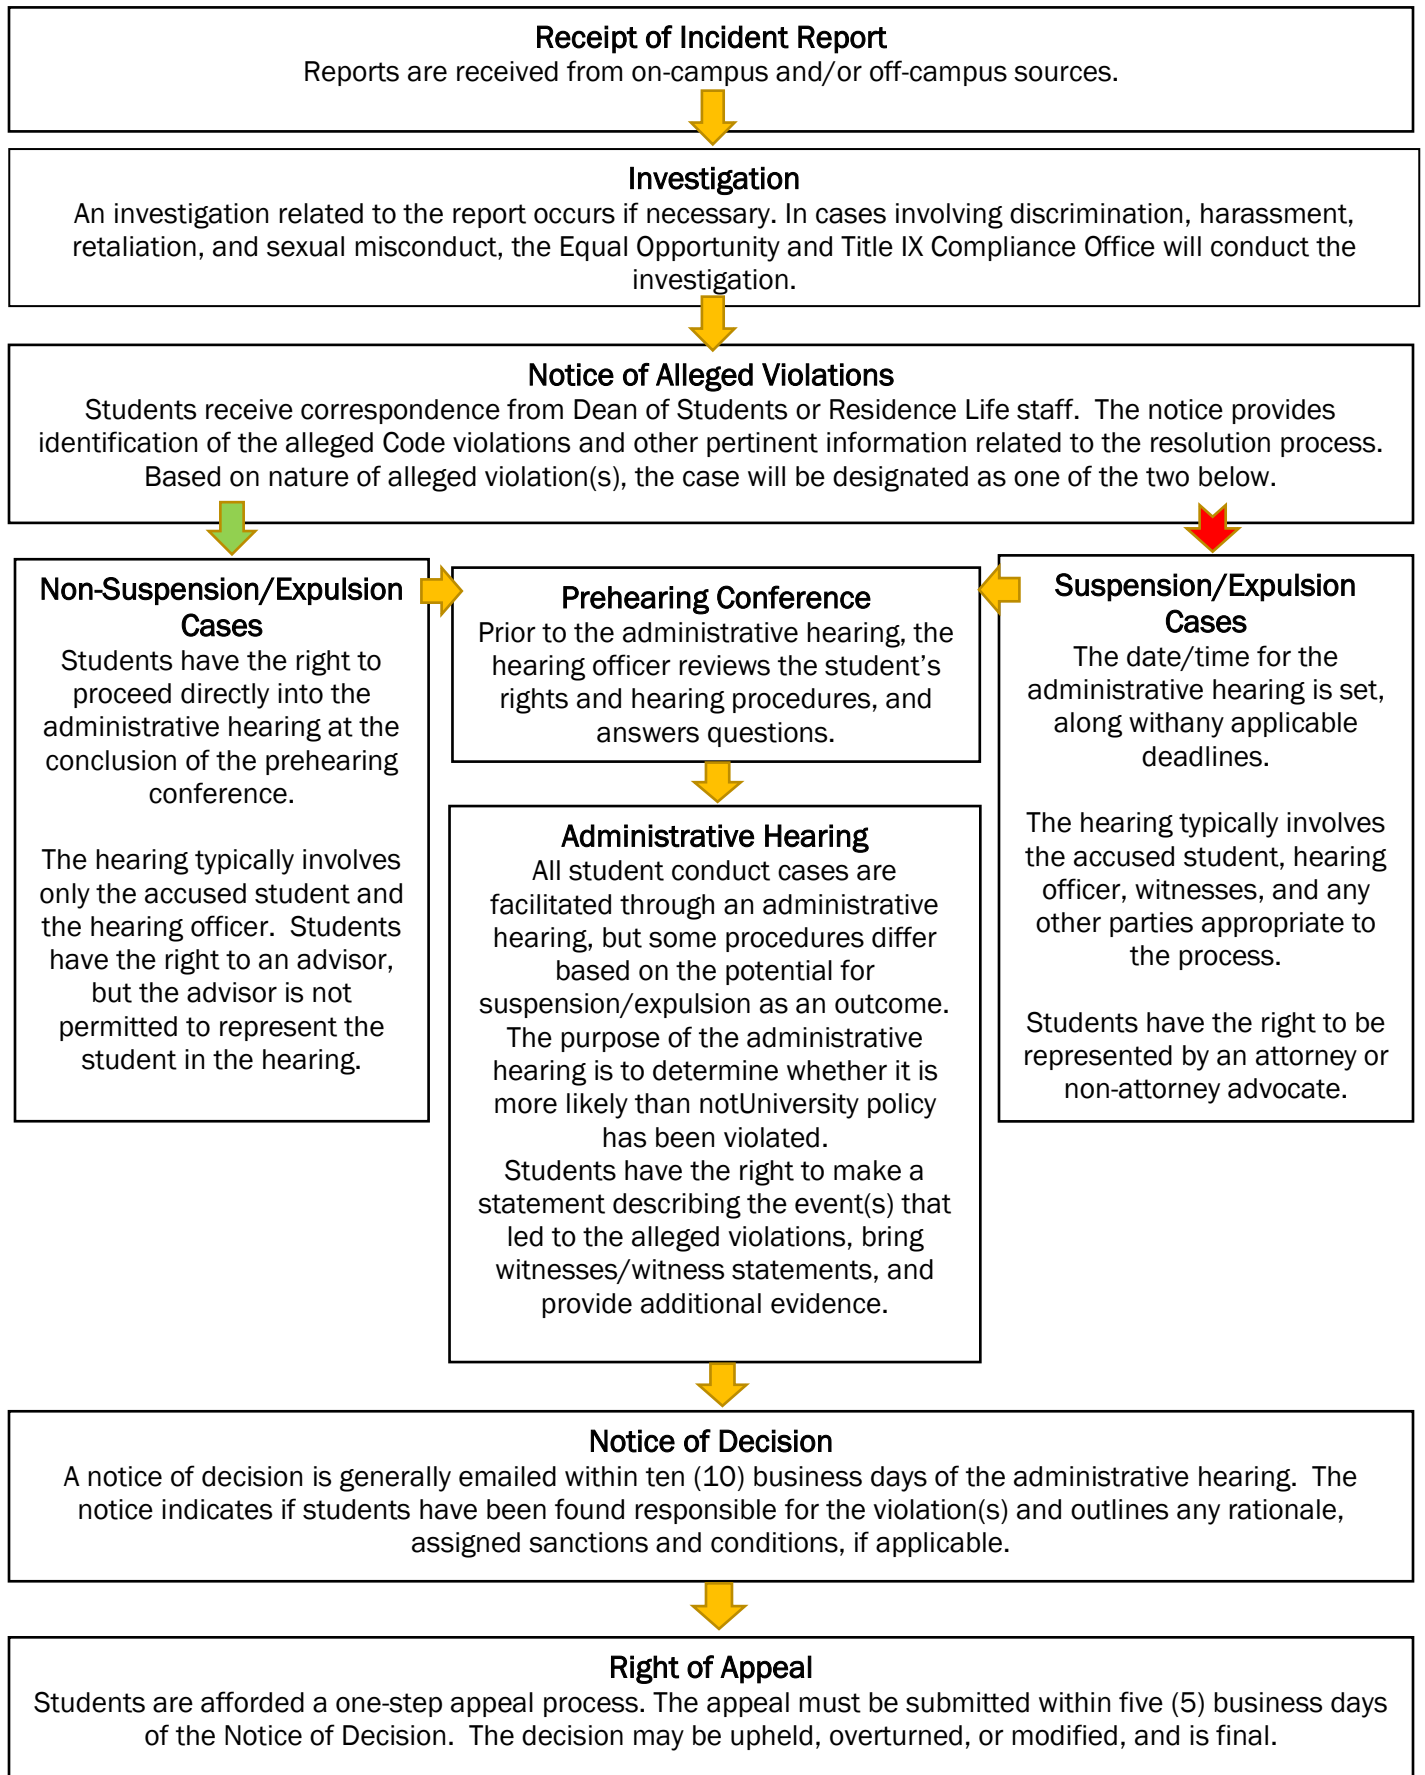 Receipt of Incident Report
Reports are received from on-campus and/or off-campus sources.
Investigation
An investigation related to the report occurs if necessary. In cases involving discrimination, harassment,
retaliation, and sexual misconduct, the Equal Opportunity and Title IX Compliance Office will conduct the
investigation.
Notice of Alleged Violations
Students receive correspondence from Dean of Students or Residence Life staff.  The notice provides
identification of the alleged Code violations and other pertinent information related to the resolution process.
Based on nature of alleged violation(s), the case will be designated as one of the two below.
Non-Suspension/Expulsion
Cases
Students have the right to
proceed directly into the
administrative hearing at the
conclusion of the prehearing
conference.
The hearing typically involves
only the accused student and
the hearing officer.  Students
have the right to an advisor,
but the advisor is not
permitted to represent the
student in the hearing.
Prehearing Conference
Prior to the administrative hearing, the
hearing officer reviews the student's
rights and hearing procedures, and
answers questions.
Administrative Hearing
All student conduct cases are
facilitated through an administrative
hearing, but some procedures differ
based on the potential for
suspension/expulsion as an outcome.
The purpose of the administrative
hearing is to determine whether it is
more likely than notUniversity policy
has been violated.
Students have the right to make a
statement describing the event(s) that
led to the alleged violations, bring
witnesses/witness statements, and
provide additional evidence.
Suspension/Expulsion
Cases
The date/time for the
administrative hearing is set,
along withany applicable
deadlines.
The hearing typically involves
the accused student, hearing
officer, witnesses, and any
other parties appropriate to
the process.
Students have the right to be
represented by an attorney or
non-attorney advocate.
Notice of Decision
A notice of decision is generally emailed within ten (10) business days of the administrative hearing.  The
notice indicates if students have been found responsible for the violation(s) and outlines any rationale,
assigned sanctions and conditions, if applicable.
Right of Appeal
Students are afforded a one-step appeal process. The appeal must be submitted within five (5) business days
of the Notice of Decision.  The decision may be upheld, overturned, or modified, and is final.